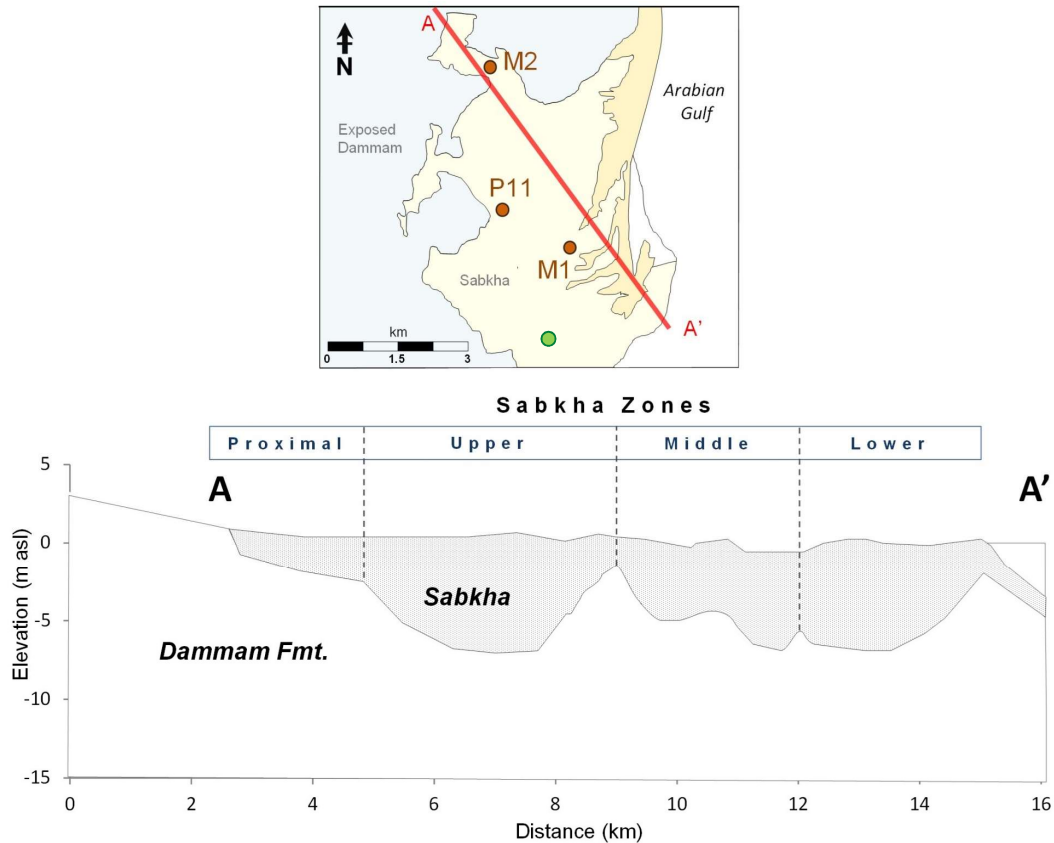 A
N
M2
Arabian
Gulf
Exposed
Dammam
P11
M1
Sabkha
km
A'
0 1.5 3
Sabkha Zones
Proximal Upper Middle Lower
A A’
5
0
-5
-10
-15
Elevation (m asl)
Sabkha
Dammam Fmt.
0 2 4 6 8 10 12 14 16
Distance (km)